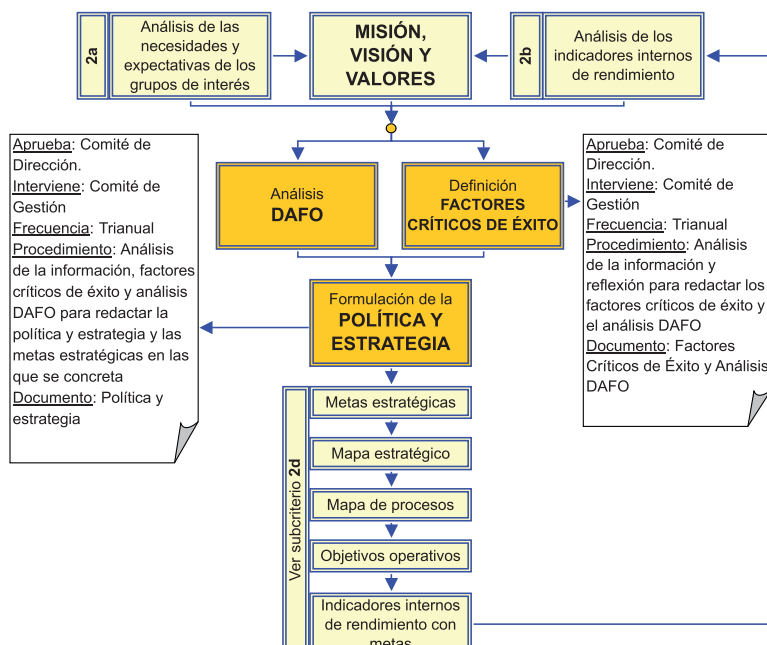 2a
Análisis de las
necesidades y
expectativas de los
grupos de interés
MISIÓN,
VISIÓN Y
VALORES
2b
Análisis de los
indicadores internos
de rendimiento
Aprueba: Comité de
Dirección.
Interviene: Comité de
Gestión
Frecuencia: Trianual
Procedimiento: Análisis
de la información, factores
críticos de éxito y análisis
DAFO para redactar la
política y estrategia y las
metas estratégicas en las
que se concreta
Documento: Política y
estrategia
Análisis
DAFO
Definición
FACTORES
CRÍTICOS DE ÉXITO
Aprueba: Comité de
Dirección.
Interviene: Comité de
Gestión
Frecuencia: Trianual
Procedimiento: Análisis
de la información y
reflexión para redactar los
factores críticos de éxito y
el análisis DAFO
Documento: Factores
Críticos de Éxito y Análisis
DAFO
Formulación de la
POLÍTICA Y
ESTRATEGIA
Ver subcriterio 2d
Metas estratégicas
Mapa estratégico
Mapa de procesos
Objetivos operativos
Indicadores internos
de rendimiento con
metas